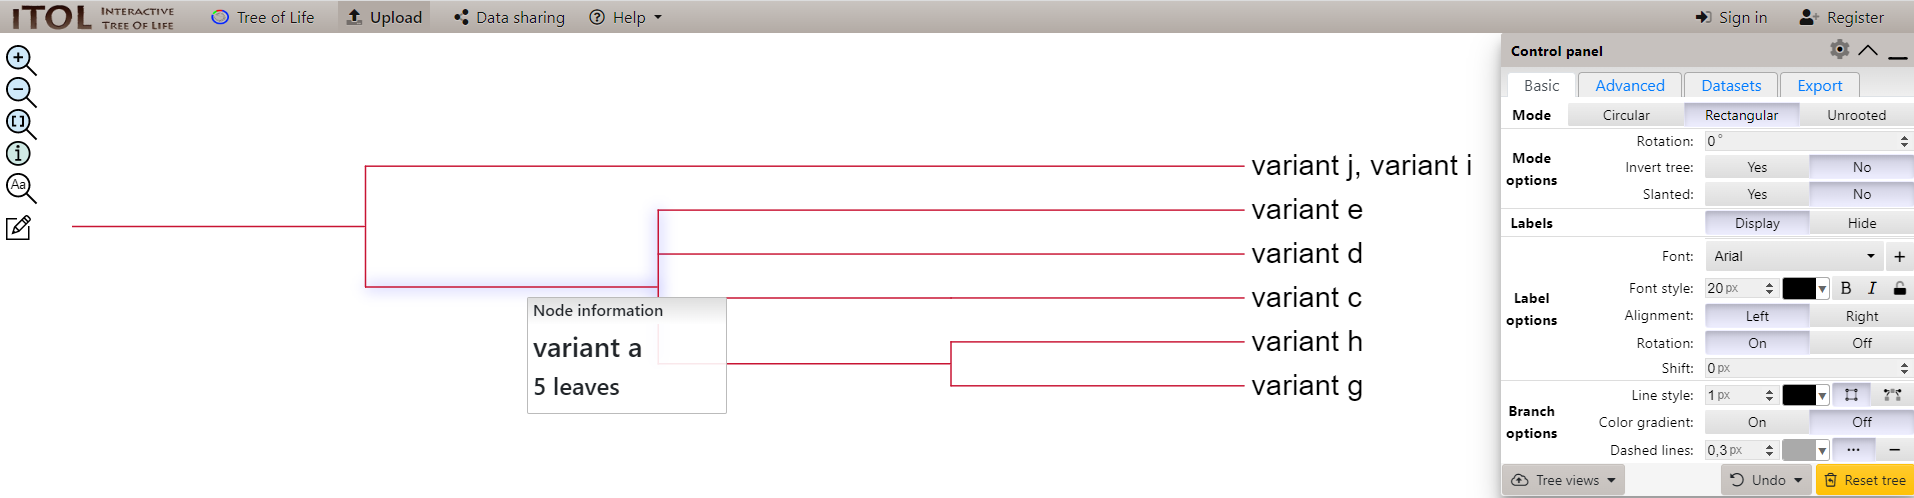 iTOL INTERACTIVE TREE OF LIFE Tree of Life Upload Data sharing Help Sign in Register
Aa
variant j, variant i
variant e
variant d
variant c
variant h
variant g
Node information
variant a
5 leaves
Control panel
Basic Advanced Datasets Export
Mode Circular Rectangular Unrooted
Mode options
Rotation: 0°
Invert tree: Yes No
Slanted: Yes No
Labels Display Hide
Label options
Font: Arial +
Font style: 20 px B I
Alignment: Left Right
Rotation: On Off
Shift: 0 px
Branch options
Line style: 1 px
Color gradient: On Off
Dashed lines: 0,3 px
Tree views Undo Reset tree